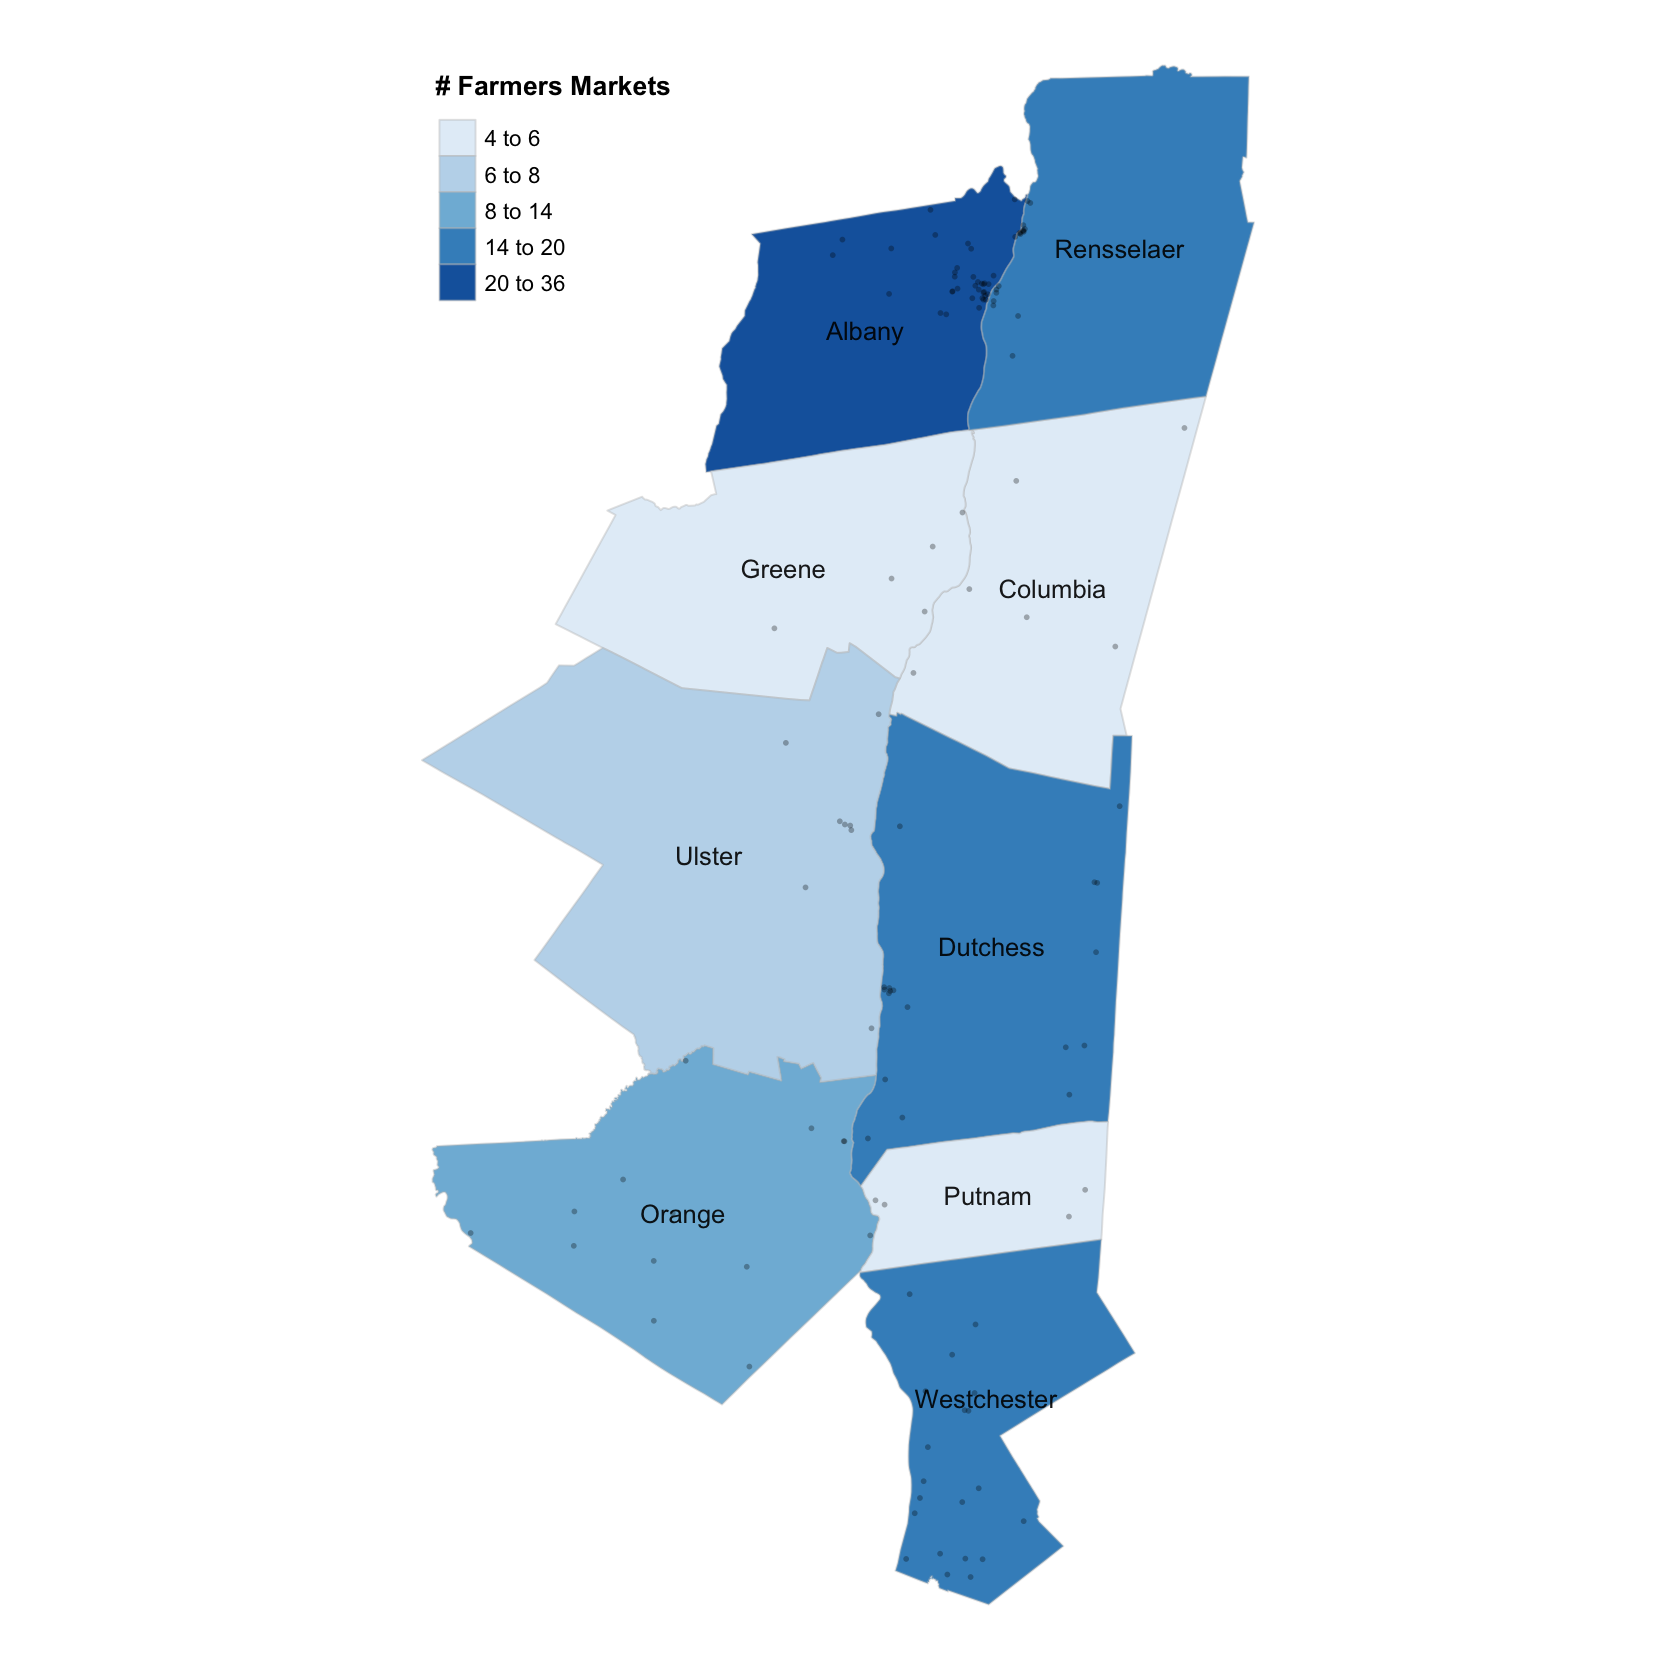 # Farmers Markets
4 to 6
6 to 8
8 to 14
14 to 20
20 to 36
Rensselaer
Albany
Greene
Columbia
Ulster
Dutchess
Putnam
Orange
Westchester